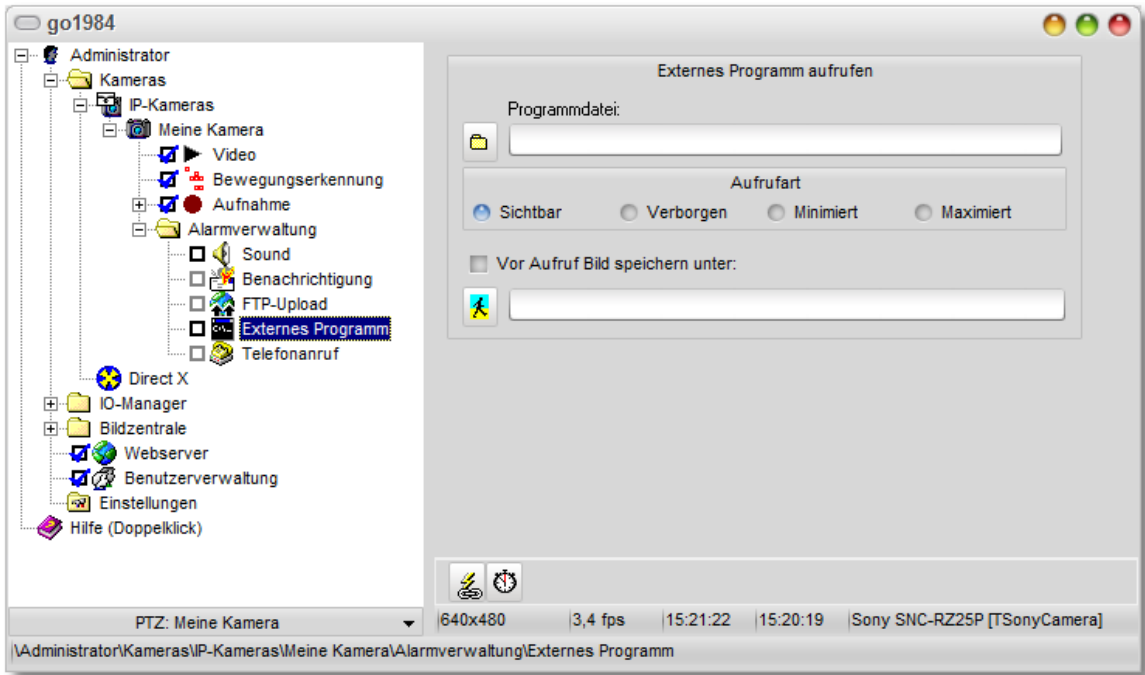 go1984
Administrator
Kameras
IP-Kameras
Meine Kamera
Video
Bewegungserkennung
Aufnahme
Alarmverwaltung
Sound
Benachrichtigung
FTP-Upload
Externes Programm
Telefonanruf
Direct X
IO-Manager
Bildzentrale
Webserver
Benutzerverwaltung
Einstellungen
Hilfe (Doppelklick)
PTZ: Meine Kamera
Externes Programm aufrufen
Programmdatei:
Aufrufart
Sichtbar Verborgen Minimiert Maximiert
Vor Aufruf Bild speichern unter:
640x480 3,4 fps 15:21:22 15:20:19 Sony SNC-RZ25P [TSonyCamera]
\Administrator\Kameras\IP-Kameras\Meine Kamera\Alarmverwaltung\Externes Programm